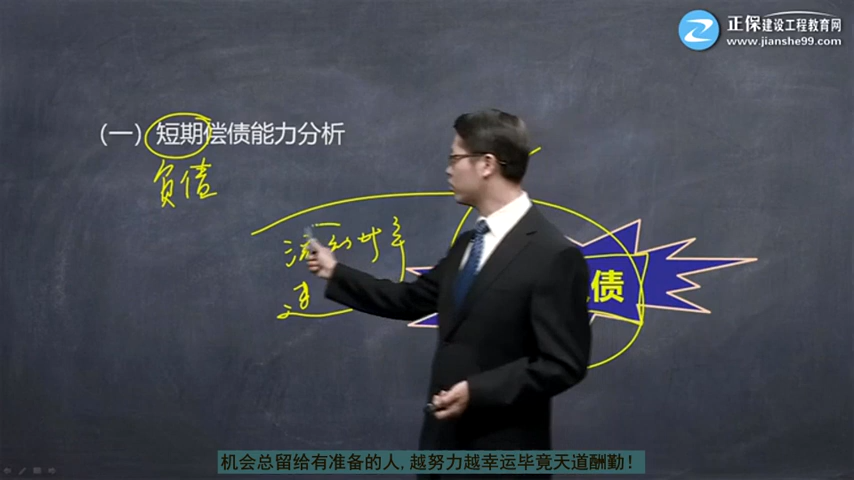 正保建设工程教育网
www.jianshe99.com
（一）短期偿债能力分析
负债
债
机会总留给有准备的人,越努力越幸运毕竟天道酬勤！